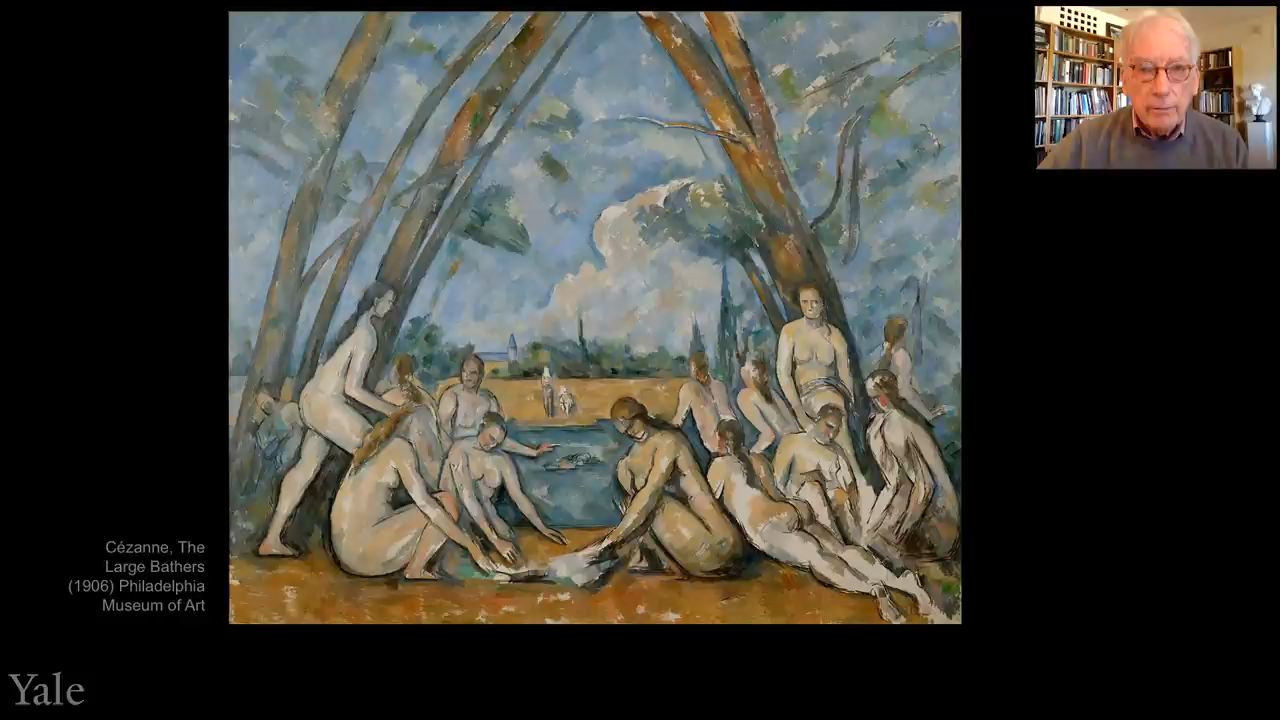 Cézanne, The
Large Bathers
(1906) Philadelphia
Museum of Art
Yale